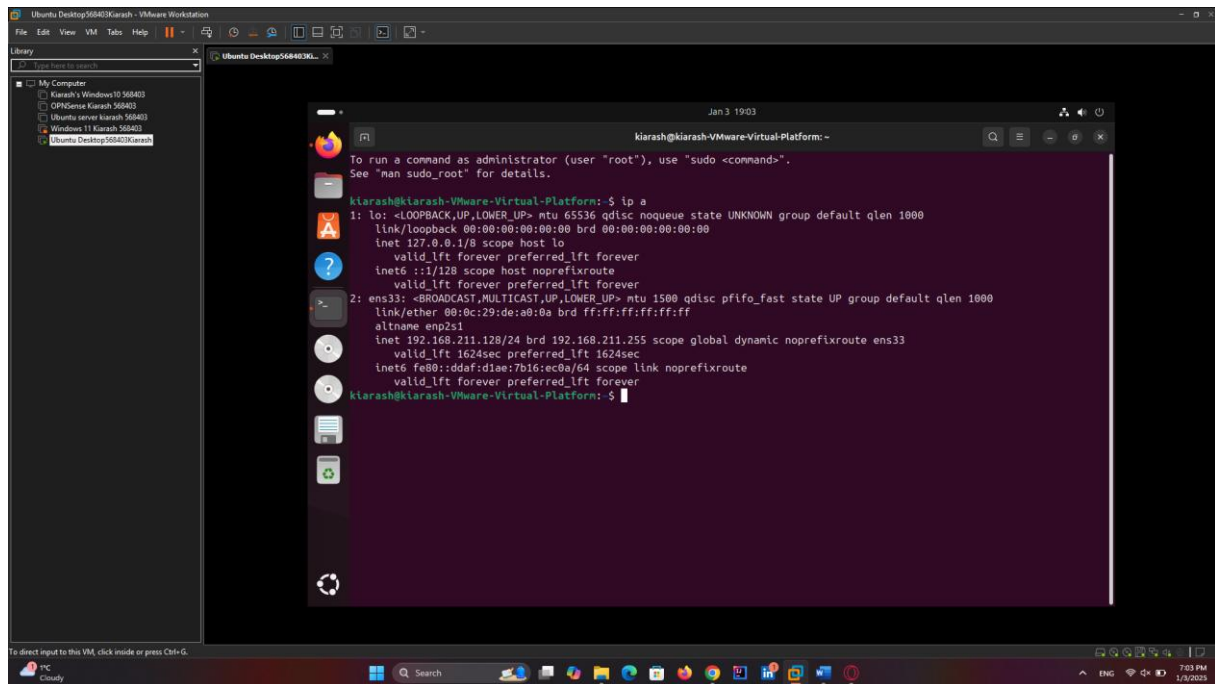 Ubuntu Desktop568403Kiarash - VMware Workstation
File Edit View VM Tabs Help
Library
Type here to search
My Computer
Kiarash's Windows10 568403
OPNSense Kiarash 568403
Ubuntu server kiarash 568403
Windows 11 Kiarash 568403
Ubuntu Desktop568403Kiarash
Ubuntu Desktop568403Ki...
Jan 3 19:03
kiarash@kiarash-VMware-Virtual-Platform: ~
To run a command as administrator (user "root"), use "sudo <command>".
See "man sudo_root" for details.
kiarash@kiarash-VMware-Virtual-Platform:~$ ip a
1: lo: <LOOPBACK,UP,LOWER_UP> mtu 65536 qdisc noqueue state UNKNOWN group default qlen 1000
link/loopback 00:00:00:00:00:00 brd 00:00:00:00:00:00
inet 127.0.0.1/8 scope host lo
valid_lft forever preferred_lft forever
inet6 ::1/128 scope host noprefixroute
valid_lft forever preferred_lft forever
2: ens33: <BROADCAST,MULTICAST,UP,LOWER_UP> mtu 1500 qdisc pfifo_fast state UP group default qlen 1000
link/ether 00:0c:29:de:a0:0a brd ff:ff:ff:ff:ff:ff
altname enp2s1
inet 192.168.211.128/24 brd 192.168.211.255 scope global dynamic noprefixroute ens33
valid_lft 1624sec preferred_lft 1624sec
inet6 fe80::ddaf:d1ae:7b16:ec0a/64 scope link noprefixroute
valid_lft forever preferred_lft forever
kiarash@kiarash-VMware-Virtual-Platform:~$
To direct input to this VM, click inside or press Ctrl+G.
1
1°C
Cloudy
Search
ENG
7:03 PM
1/3/2025